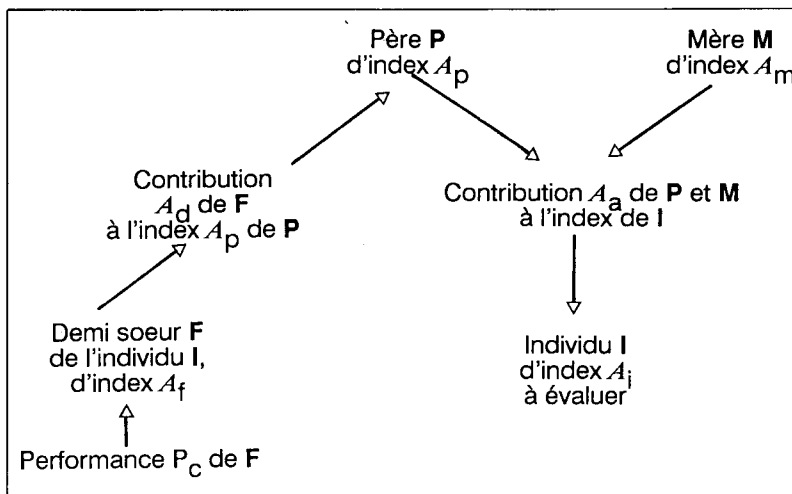 Père P
d'index Ap
Mère M
d'index Am
Contribution
Ad de F
à l'index Ap de P
Contribution Aa de P et M
à l'index de I
Demi soeur F
de l'individu I,
d'index Af
Individu I
d'index Ai
à évaluer
Performance Pc de F